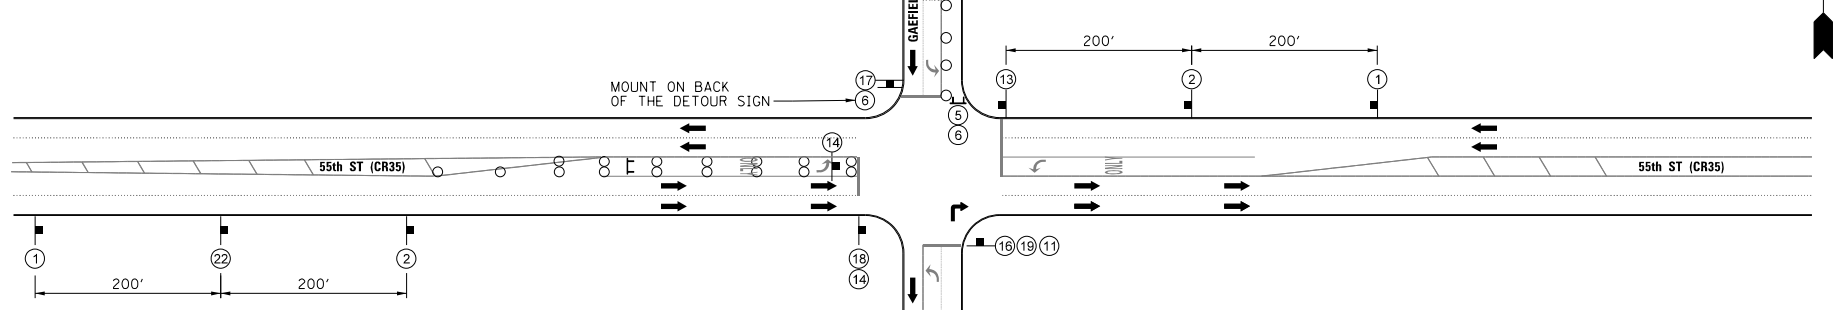 GAEFIEL
200'
200'
MOUNT ON BACK
OF THE DETOUR SIGN
17
6
13
2
1
5
6
14
ONLY
ONLY
55th ST (CR35)
55th ST (CR35)
1
22
2
18
14
16
19
11
200'
200'